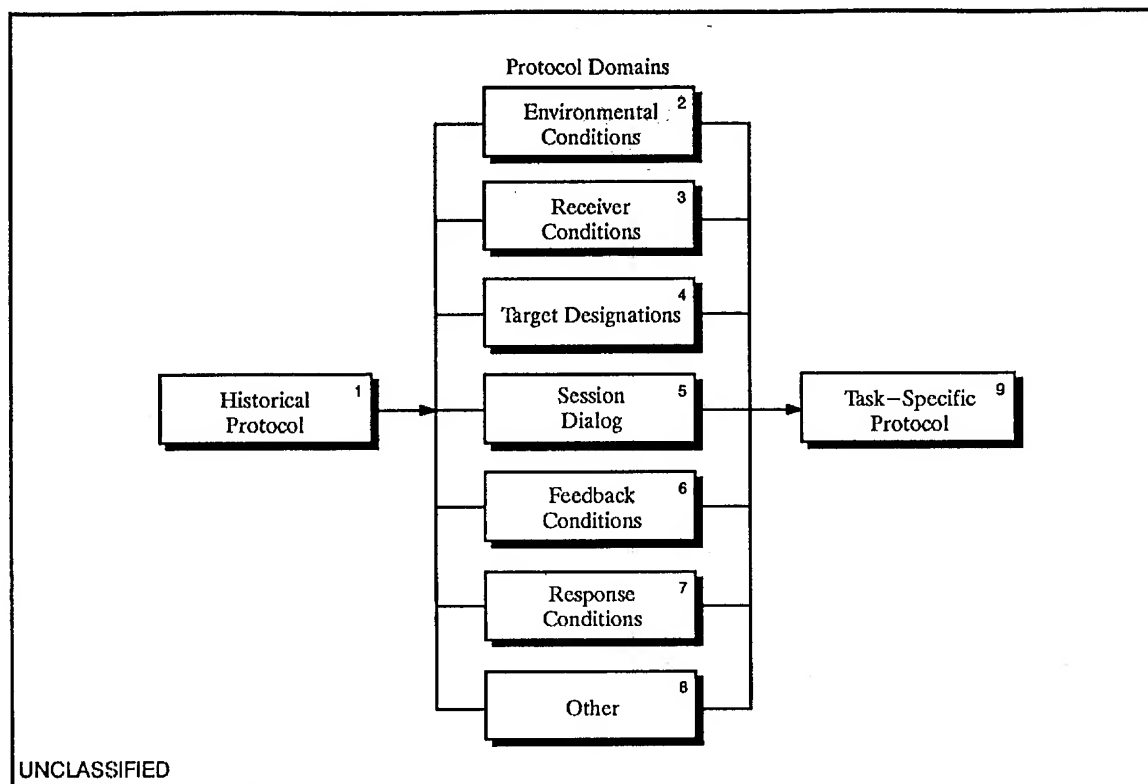 Protocol Domains
2
Environmental
Conditions
3
Receiver
Conditions
4
Target Designations
1
Historical
Protocol
5
Session
Dialog
9
Task-Specific
Protocol
6
Feedback
Conditions
7
Response
Conditions
8
Other
UNCLASSIFIED